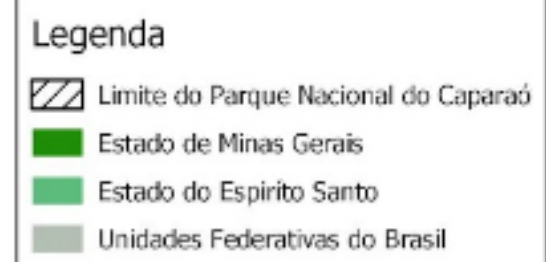 Legenda
Limite do Parque Nacional do Caparaó
Estado de Minas Gerais
Estado do Espirito Santo
Unidades Federativas do Brasil